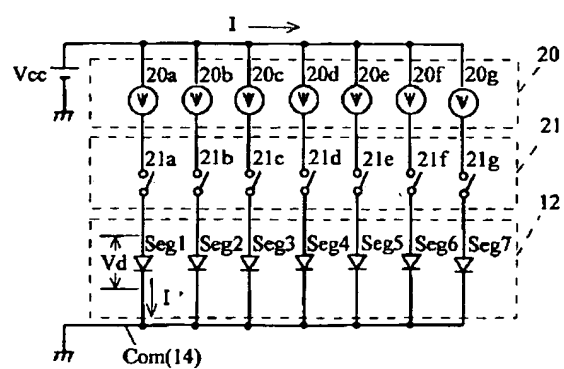 I
Vcc
20a 20b 20c 20d 20e 20f 20g
20
21a 21b 21c 21d 21e 21f 21g
21
12
Seg1 Seg2 Seg3 Seg4 Seg5 Seg6 Seg7
Vd
I'
Com(14)